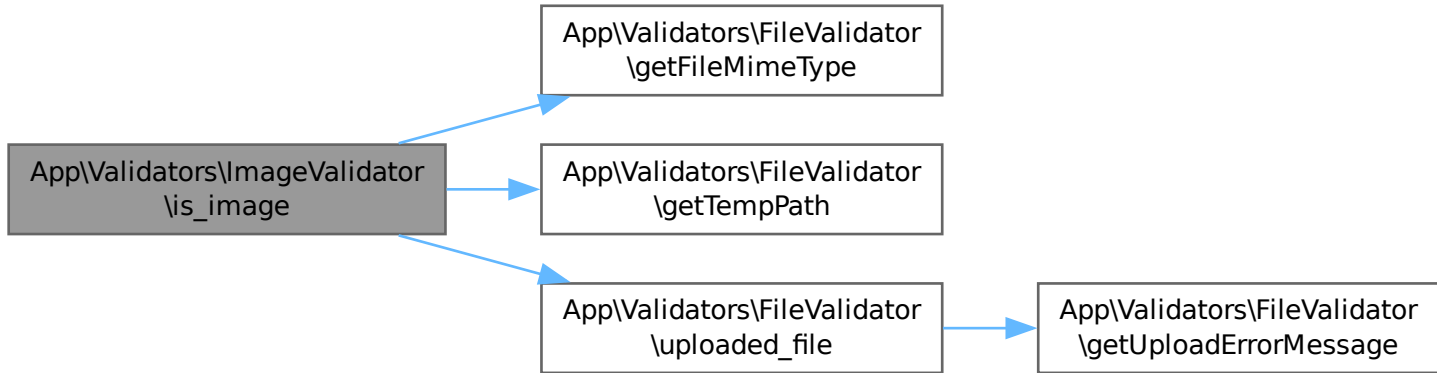 App\Validators\FileValidator
\getFileMimeType
App\Validators\ImageValidator
\is_image
App\Validators\FileValidator
\getTempPath
App\Validators\FileValidator
\uploaded_file
App\Validators\FileValidator
\getUploadErrorMessage